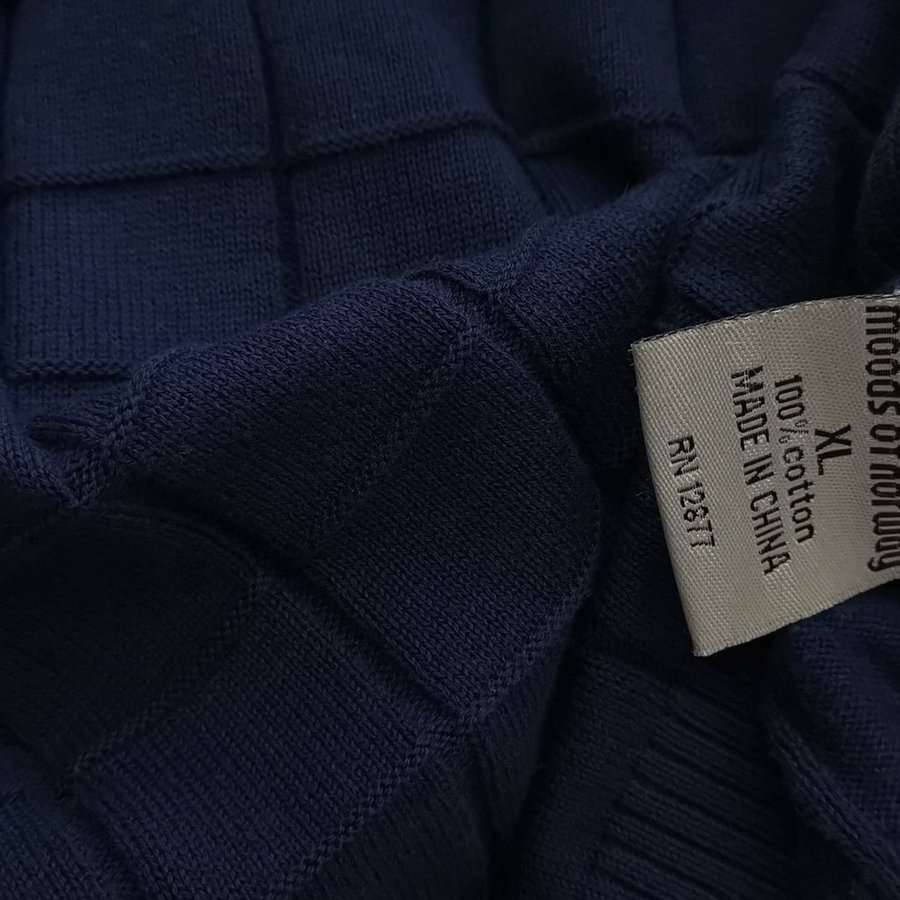 moods of norway
XL
100% cotton
MADE IN CHINA
RN 12877